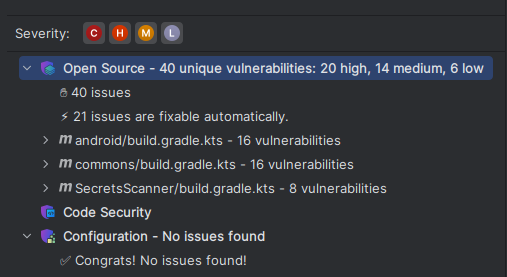 Severity: C H M L
Open Source - 40 unique vulnerabilities: 20 high, 14 medium, 6 low
40 issues
⚡ 21 issues are fixable automatically.
m android/build.gradle.kts - 16 vulnerabilities
m commons/build.gradle.kts - 16 vulnerabilities
m SecretsScanner/build.gradle.kts - 8 vulnerabilities
Code Security
Configuration - No issues found
✅ Congrats! No issues found!